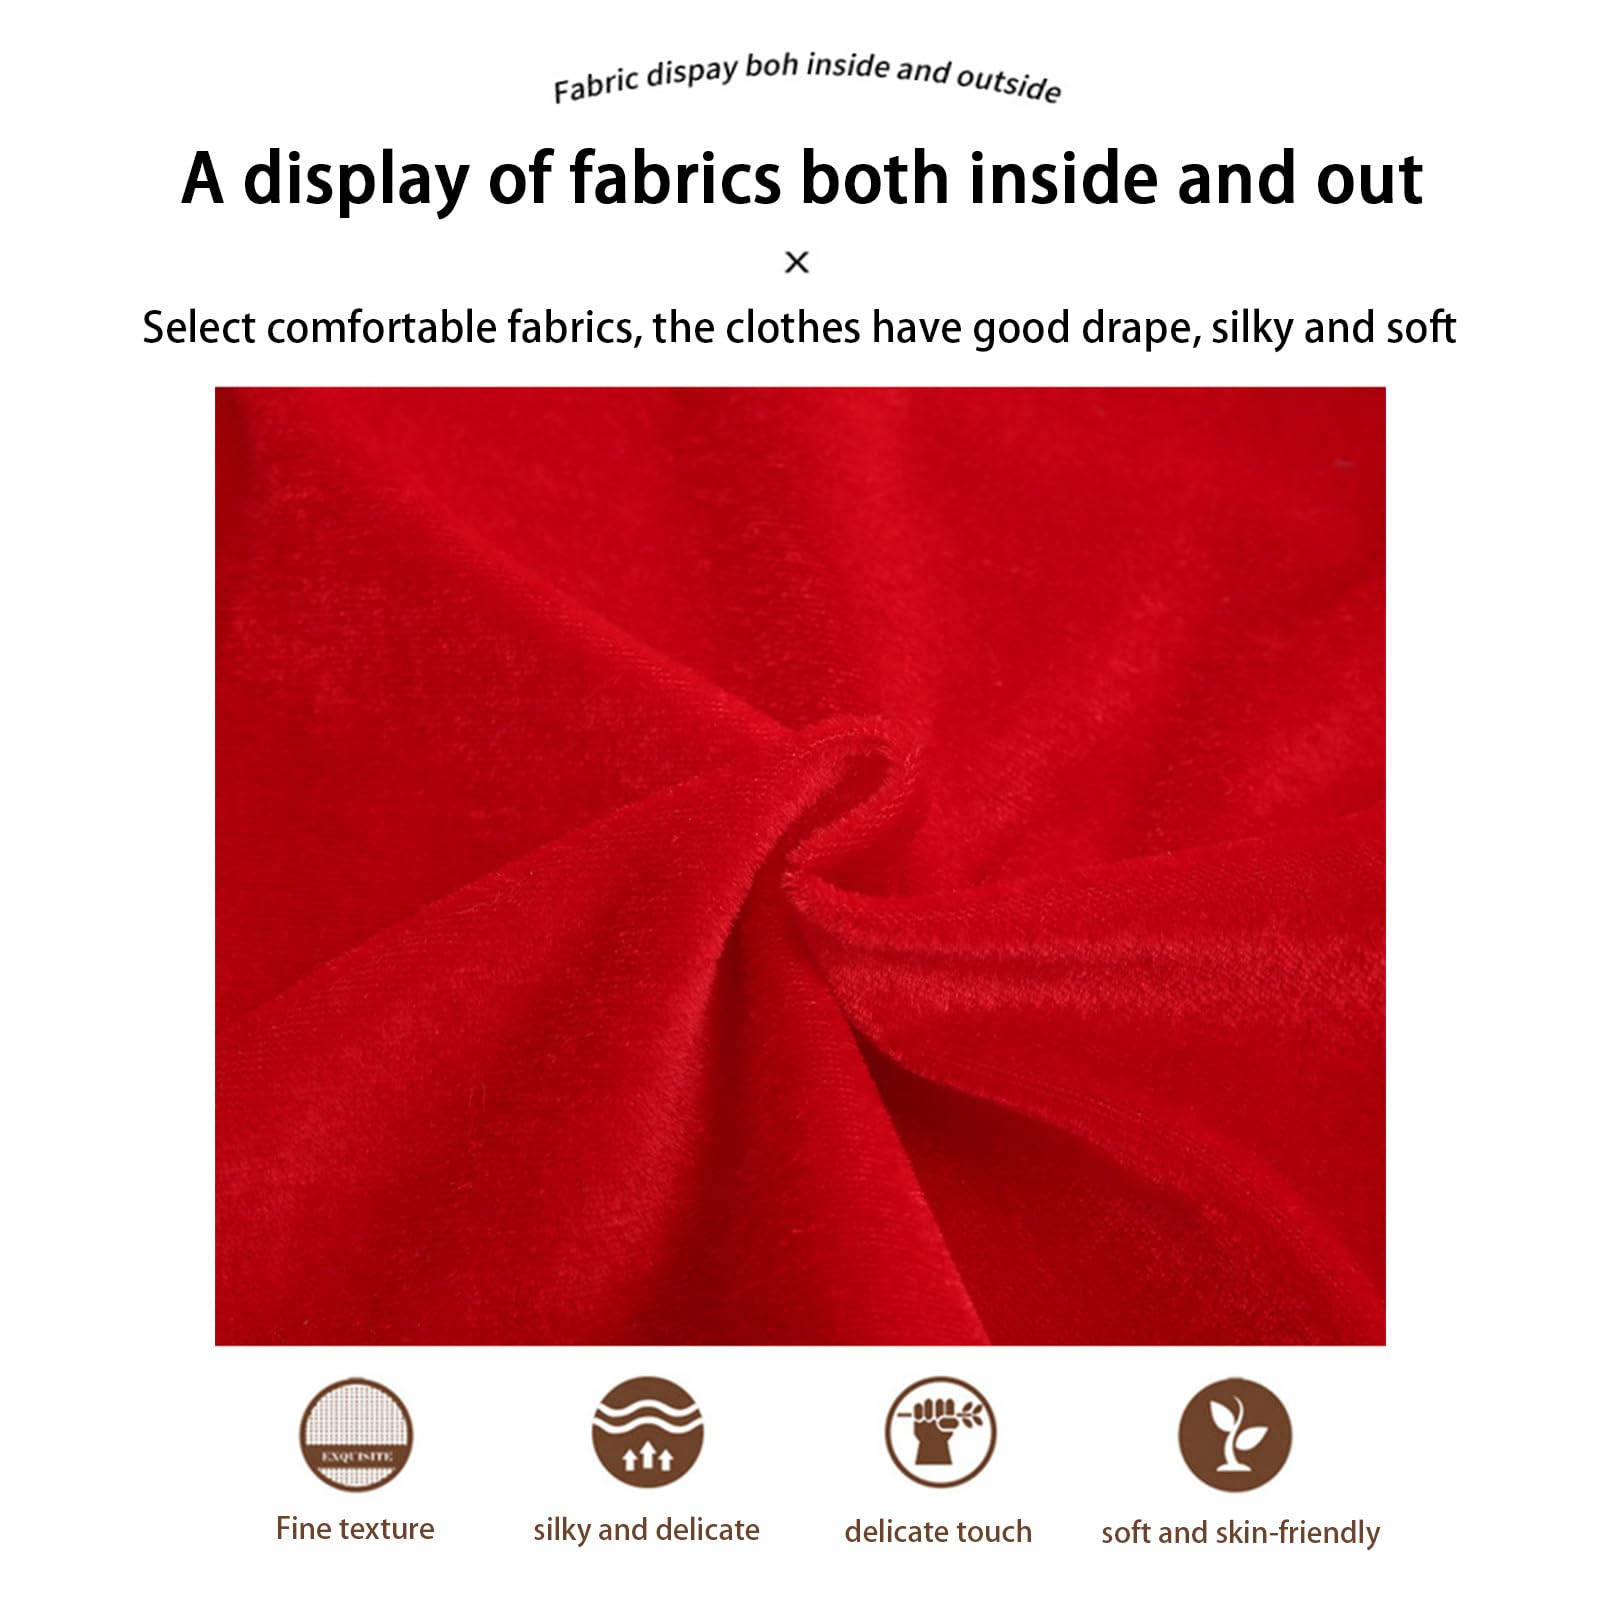 Fabric dispay boh inside and outside
A display of fabrics both inside and out
×
Select comfortable fabrics, the clothes have good drape, silky and soft
EXQUISITE
Fine texture
silky and delicate
delicate touch
soft and skin-friendly